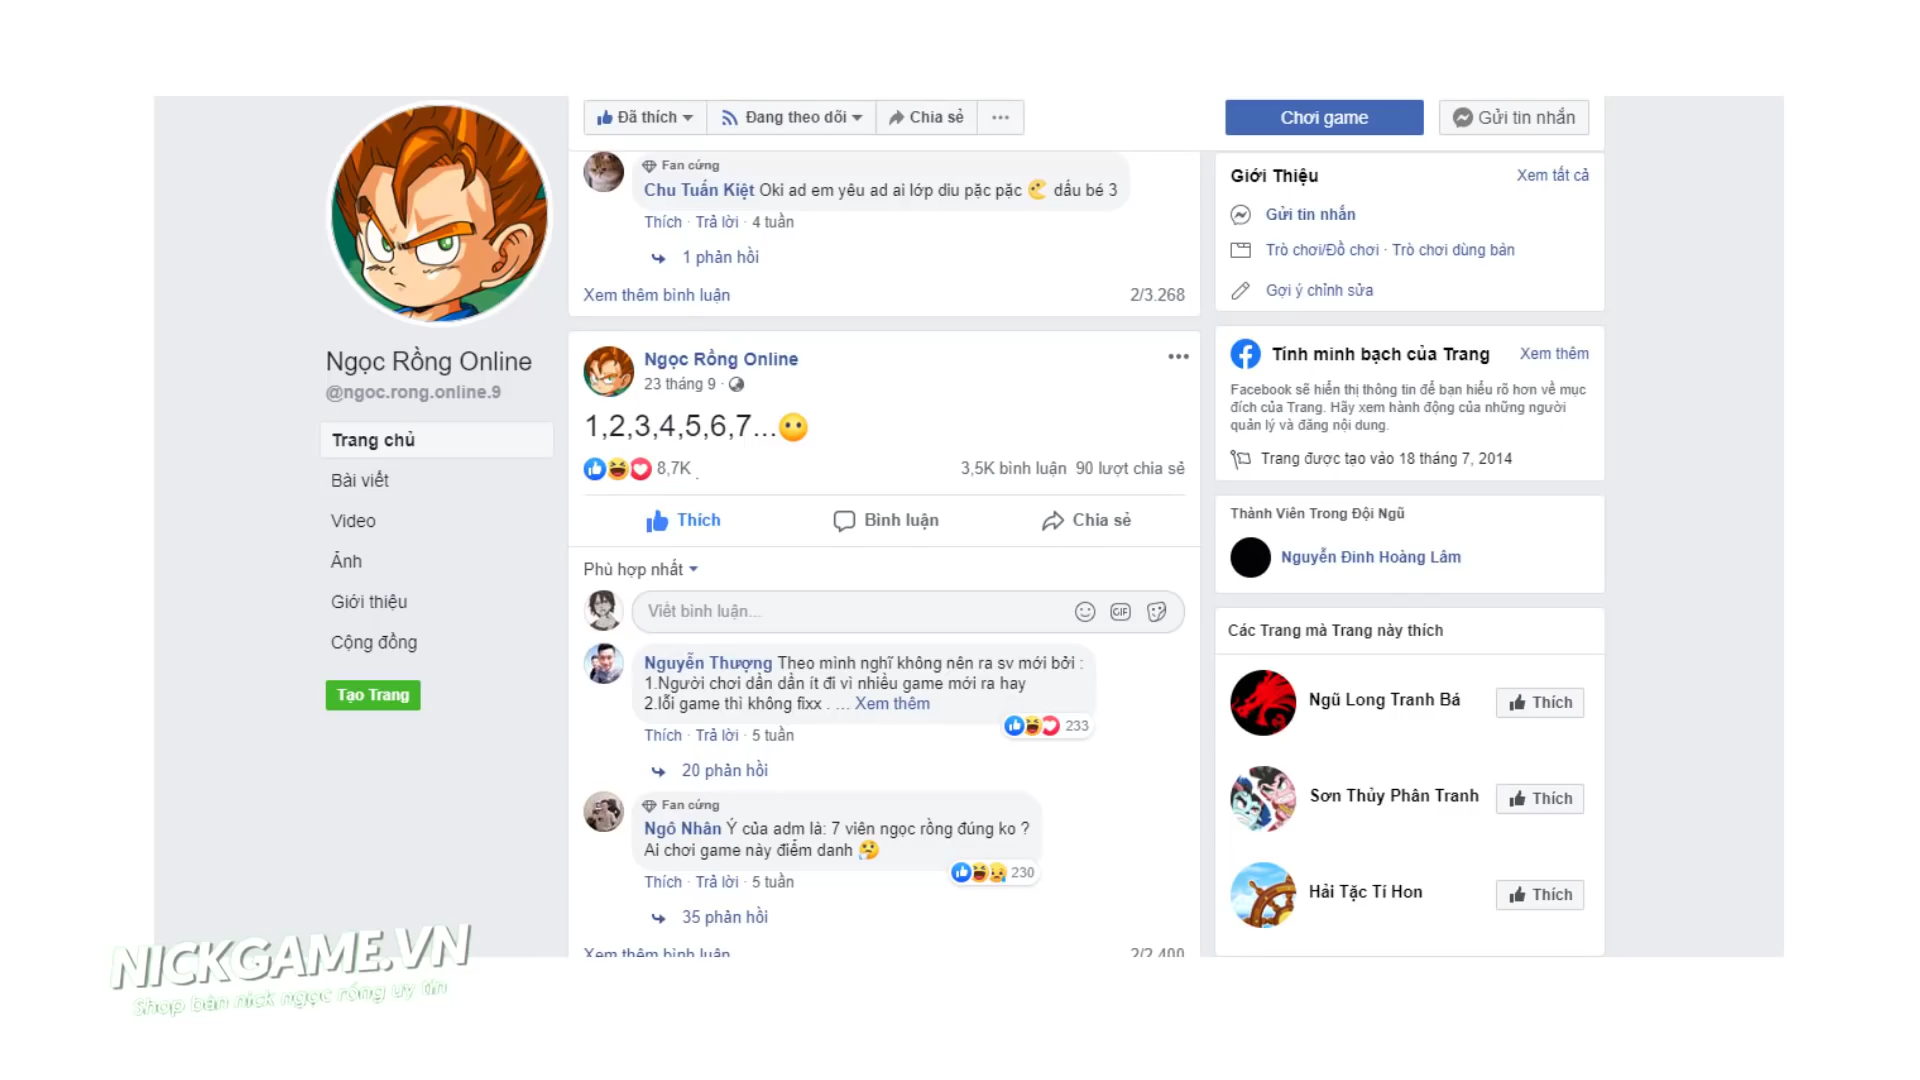 Đã thích
Đang theo dõi
Chia sẻ
Chơi game
Gửi tin nhắn
Ngọc Rồng Online
@ngoc.rong.online.9
Trang chủ
Bài viết
Video
Ảnh
Giới thiệu
Cộng đồng
Tạo Trang
Fan cứng
Chu Tuấn Kiệt Oki ad em yêu ad ai lớp diu pặc pặc dấu bé 3
Thích · Trả lời · 4 tuần
1 phản hồi
Xem thêm bình luận 2/3.268
Ngọc Rồng Online
23 tháng 9 ·
1,2,3,4,5,6,7...
8,7K
3,5K bình luận 90 lượt chia sẻ
Thích
Bình luận
Chia sẻ
Phù hợp nhất
Viết bình luận...
GIF
Nguyễn Thượng Theo mình nghĩ không nên ra sv mới bởi :
1.Người chơi dần dần ít đi vì nhiều game mới ra hay
2.lỗi game thì không fixx . ... Xem thêm
233
Thích · Trả lời · 5 tuần
20 phản hồi
Fan cứng
Ngô Nhân Ý của adm là: 7 viên ngọc rồng đúng ko ?
Ai chơi game này điểm danh
230
Thích · Trả lời · 5 tuần
35 phản hồi
Xem thêm bình luận 2/2.400
Giới Thiệu
Xem tất cả
Gửi tin nhắn
Trò chơi/Đồ chơi · Trò chơi dùng bản
Gợi ý chỉnh sửa
Tính minh bạch của Trang
Xem thêm
Facebook sẽ hiển thị thông tin để bạn hiểu rõ hơn về mục
đích của Trang. Hãy xem hành động của những người
quản lý và đăng nội dung.
Trang được tạo vào 18 tháng 7, 2014
Thành Viên Trong Đội Ngũ
Nguyễn Đinh Hoàng Lâm
Các Trang mà Trang này thích
Ngũ Long Tranh Bá
Thích
Sơn Thủy Phân Tranh
Thích
Hải Tặc Tí Hon
Thích
NICKGAME.VN
Shop bán nick ngọc rồng uy tín